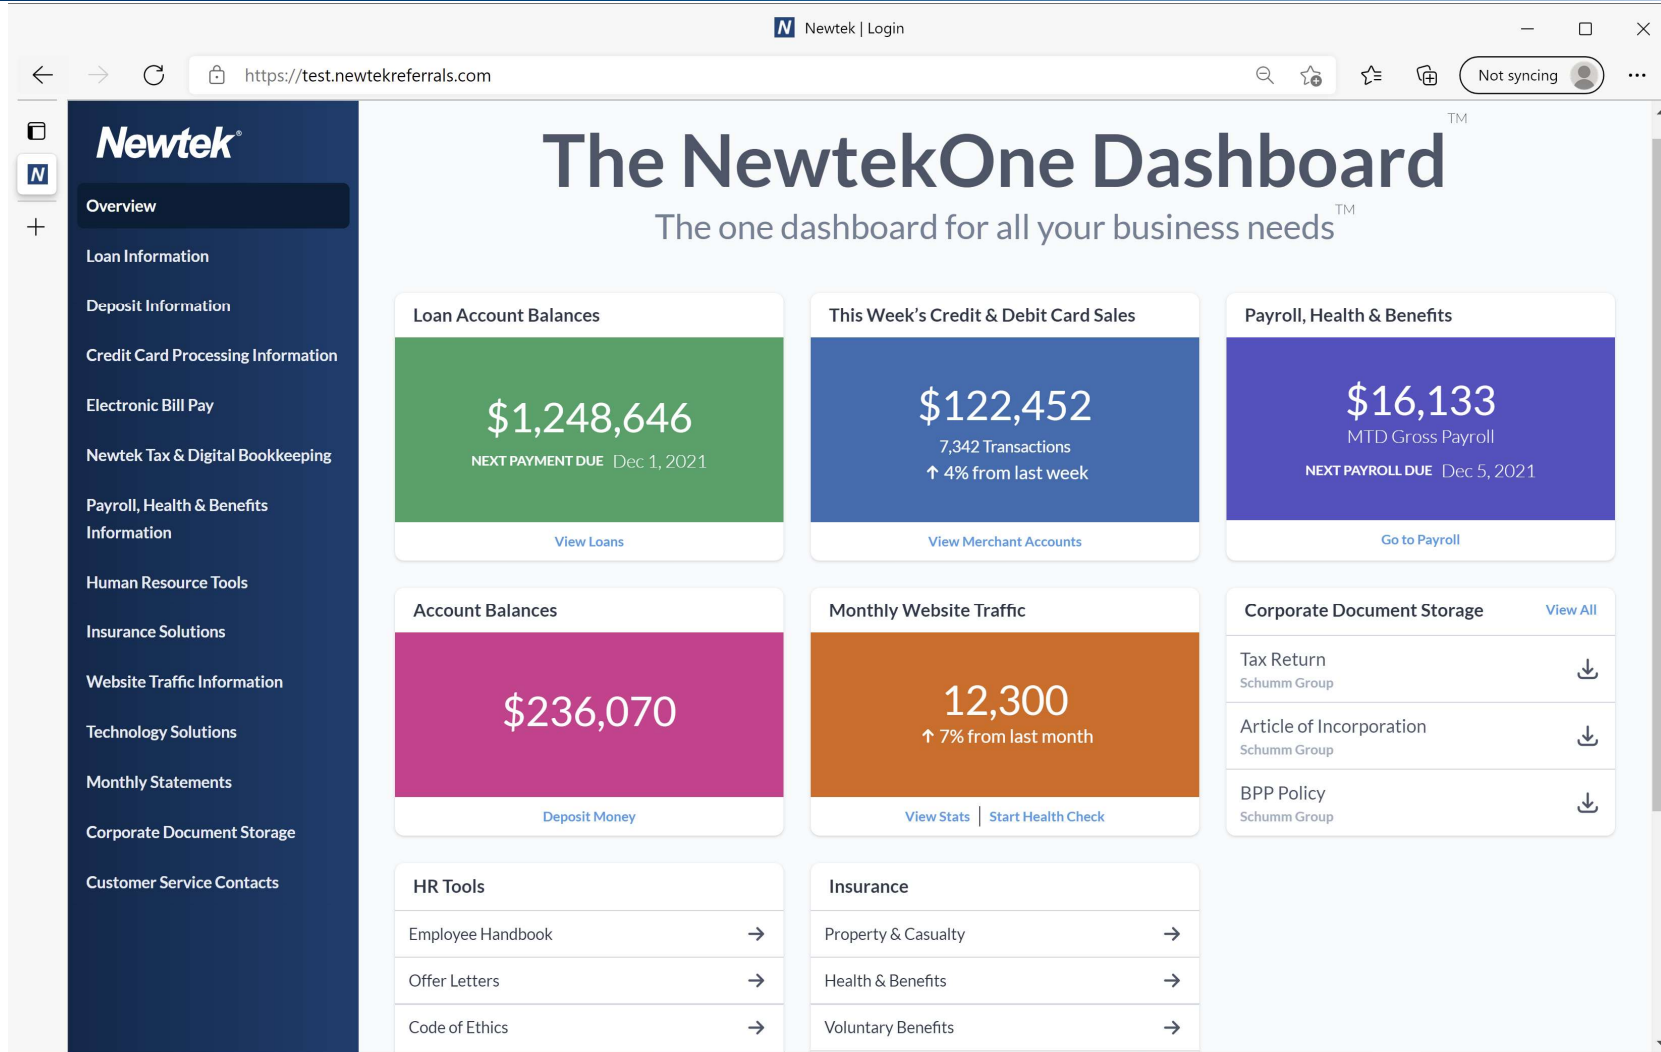 Newtek | Login
https://test.newtekreferrals.com
Not syncing
Newtek®
Overview
Loan Information
Deposit Information
Credit Card Processing Information
Electronic Bill Pay
Newtek Tax & Digital Bookkeeping
Payroll, Health & Benefits
Information
Human Resource Tools
Insurance Solutions
Website Traffic Information
Technology Solutions
Monthly Statements
Corporate Document Storage
Customer Service Contacts
The NewtekOne Dashboard™
The one dashboard for all your business needs™
Loan Account Balances
$1,248,646
NEXT PAYMENT DUE Dec 1, 2021
View Loans
This Week's Credit & Debit Card Sales
$122,452
7,342 Transactions
↑ 4% from last week
View Merchant Accounts
Payroll, Health & Benefits
$16,133
MTD Gross Payroll
NEXT PAYROLL DUE Dec 5, 2021
Go to Payroll
Account Balances
$236,070
Deposit Money
Monthly Website Traffic
12,300
↑ 7% from last month
View Stats | Start Health Check
Corporate Document Storage View All
Tax Return
Schumm Group
Article of Incorporation
Schumm Group
BPP Policy
Schumm Group
HR Tools
Employee Handbook
Offer Letters
Code of Ethics
Insurance
Property & Casualty
Health & Benefits
Voluntary Benefits